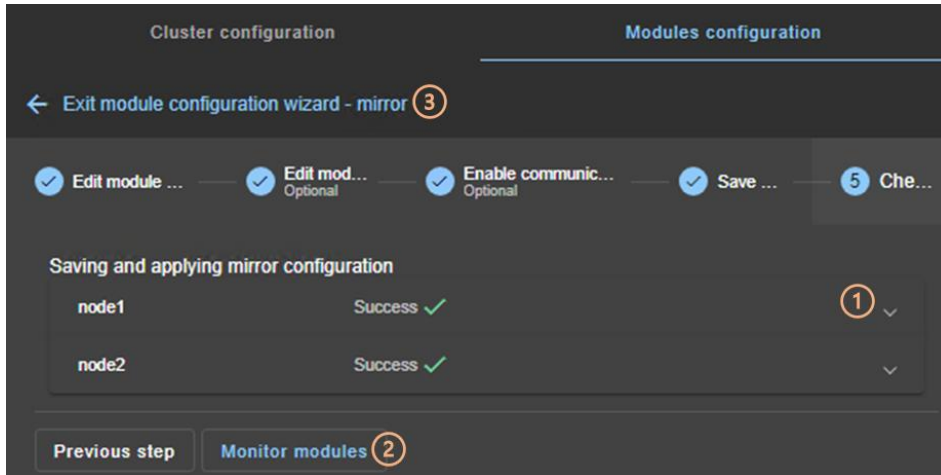 Cluster configuration Modules configuration
Exit module configuration wizard - mirror 3
Edit module ... Edit mod... Enable communic... Save ... 5 Che...
Optional Optional
Saving and applying mirror configuration
node1 Success 1
node2 Success
Previous step Monitor modules 2